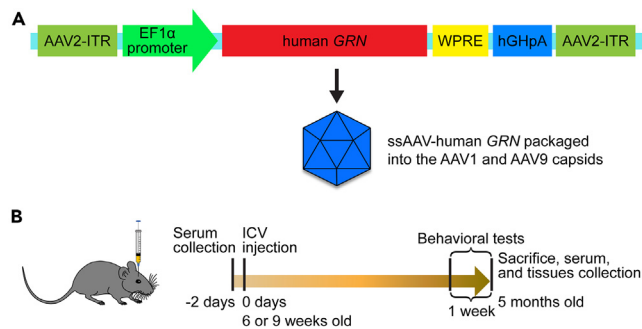 A
AAV2-ITR
EF1α
promoter
human GRN
WPRE
hGHpA
AAV2-ITR
ssAAV-human GRN packaged
into the AAV1 and AAV9 capsids
B
Serum
collection
ICV
injection
Behavioral tests
Sacrifice, serum,
and tissues collection
-2 days
0 days
6 or 9 weeks old
1 week
5 months old